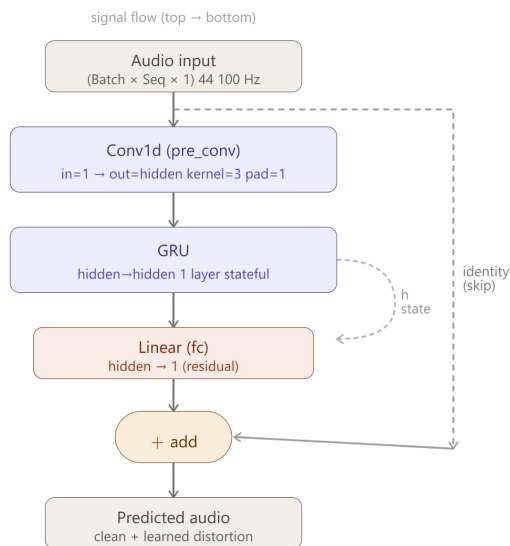 signal flow (top → bottom)
Audio input
(Batch × Seq × 1) 44 100 Hz
Conv1d (pre_conv)
in=1 → out=hidden kernel=3 pad=1
GRU
hidden→hidden 1 layer stateful
identity
(skip)
h
state
Linear (fc)
hidden → 1 (residual)
+ add
Predicted audio
clean + learned distortion